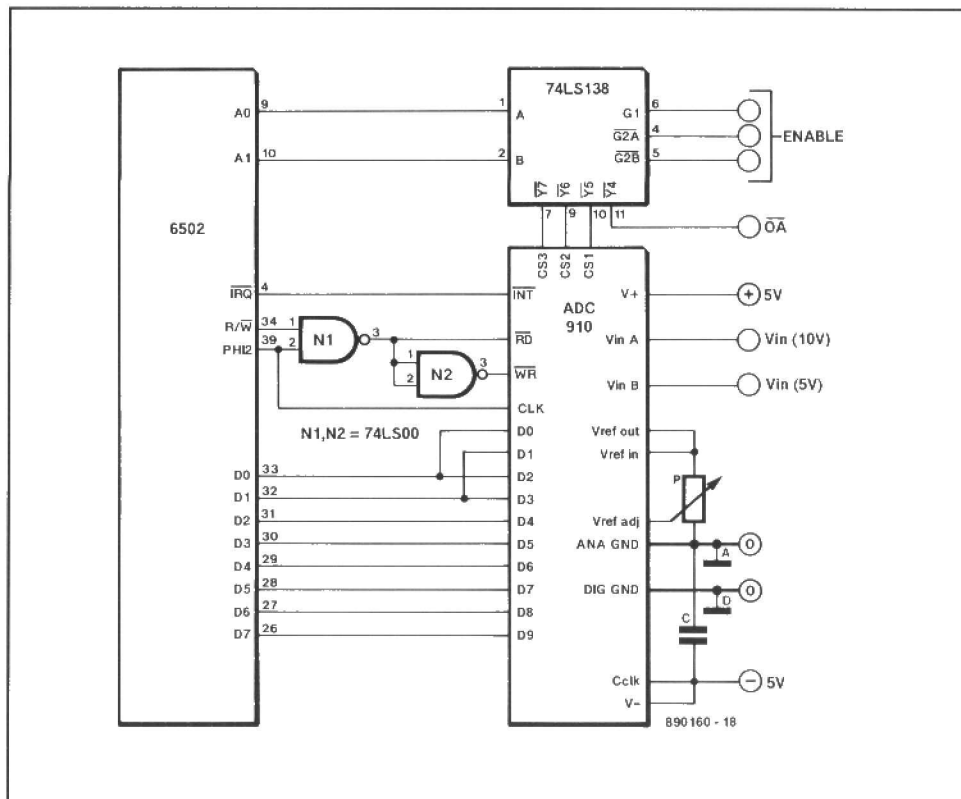 74LS138
A0
9
1
A
G1
6
A1
10
2
B
G2A
4
ENABLE
G2B
5
Y7
Y6
Y5
Y4
7
9
10
11
OA
6502
CS3
CS2
CS1
ADC
910
IRQ
4
INT
V+
+
5V
R/W
34
1
N1
3
RD
Vin A
Vin (10V)
PHI2
39
2
1
N2
3
WR
2
Vin B
Vin (5V)
CLK
N1,N2 = 74LS00
D0
Vref out
D1
Vref in
D0
33
D2
P
D1
32
D3
D2
31
D4
Vref adj
D3
30
D5
ANA GND
A
0
D4
29
D6
D5
28
D7
DIG GND
D
0
D6
27
D8
D7
26
D9
C
Cclk
−
5V
V−
890160 - 18